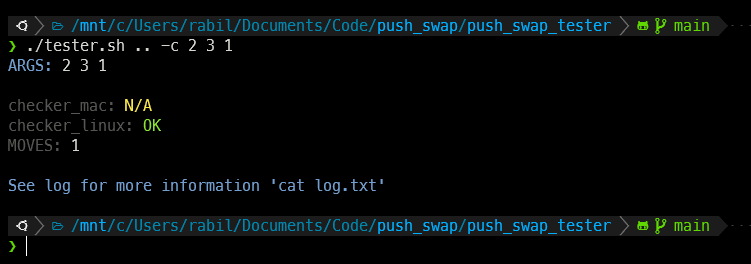 /mnt/c/Users/rabil/Documents/Code/push_swap/push_swap_tester main
❯ ./tester.sh .. -c 2 3 1
ARGS: 2 3 1
checker_mac: N/A
checker_linux: OK
MOVES: 1
See log for more information 'cat log.txt'
/mnt/c/Users/rabil/Documents/Code/push_swap/push_swap_tester main
❯